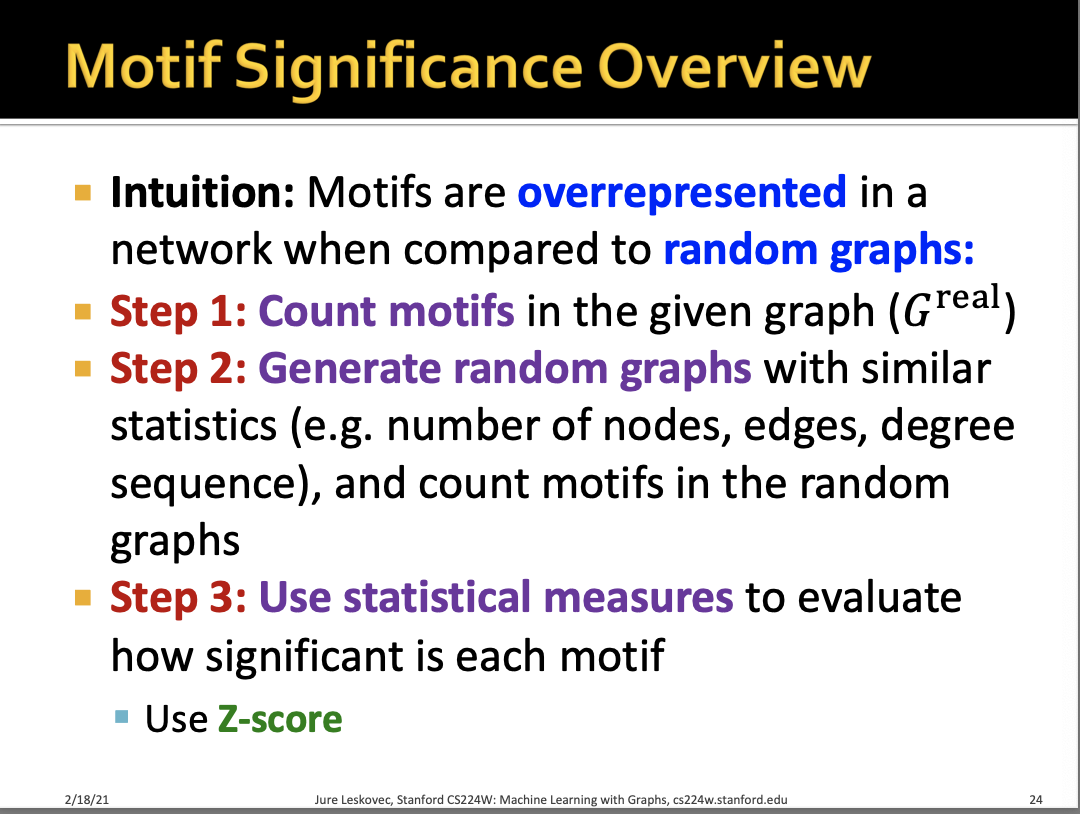 Motif Significance Overview
Intuition: Motifs are overrepresented in a
network when compared to random graphs:
Step 1: Count motifs in the given graph (G^real)
Step 2: Generate random graphs with similar
statistics (e.g. number of nodes, edges, degree
sequence), and count motifs in the random
graphs
Step 3: Use statistical measures to evaluate
how significant is each motif
Use Z-score
2/18/21 Jure Leskovec, Stanford CS224W: Machine Learning with Graphs, cs224w.stanford.edu 24